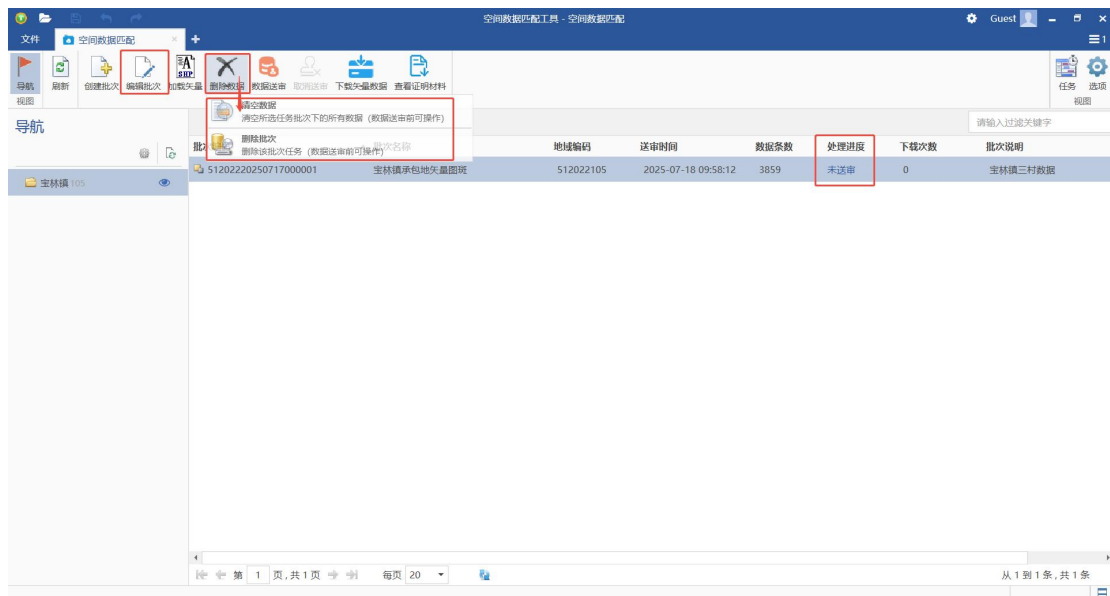 空间数据匹配工具 - 空间数据匹配
Guest
文件
空间数据匹配
1
导航
刷新
创建批次
编辑批次
SHP
加载矢量
删除数据
数据送审
取消送审
下载矢量数据
查看证明材料
任务
选项
视图
视图
清空数据
清空所选任务批次下的所有数据（数据送审前可操作）
删除批次
删除该批次任务（数据送审前可操作）
导航
请输入过滤关键字
批次名称 地域编码 送审时间 数据条数 处理进度 下载次数 批次说明
宝林镇 105
51202220250717000001 宝林镇承包地矢量图斑 512022105 2025-07-18 09:58:12 3859 未送审 0 宝林镇三村数据
第 1 页,共1页 每页 20
从1到1条,共1条